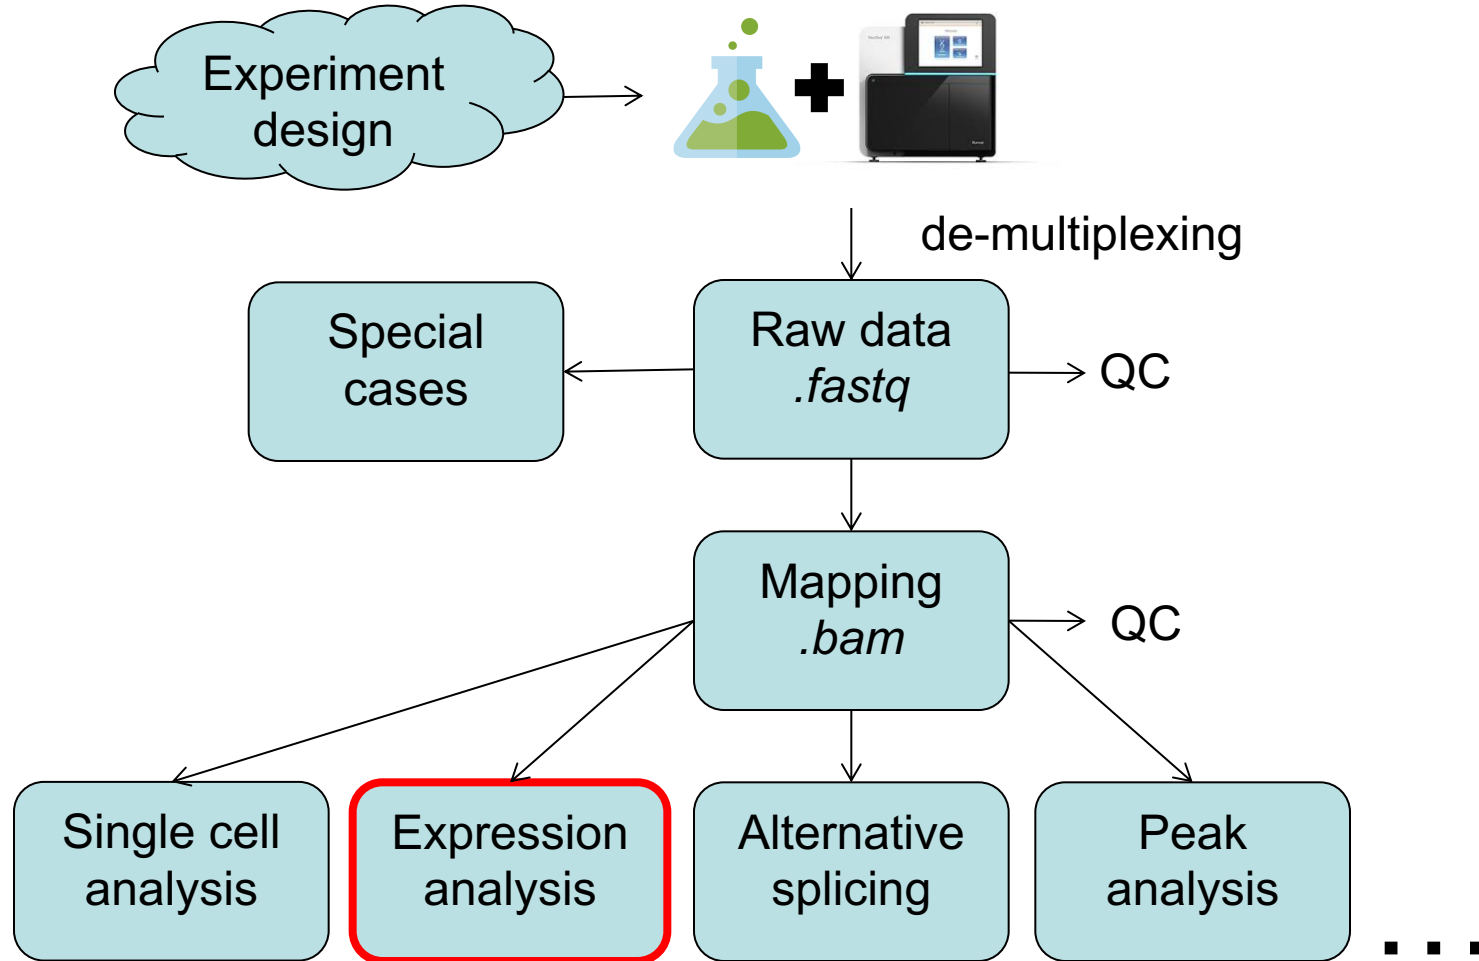 Experiment
design
de-multiplexing
Special
cases
Raw data
.fastq
QC
Mapping
.bam
QC
Single cell
analysis
Expression
analysis
Alternative
splicing
Peak
analysis
...